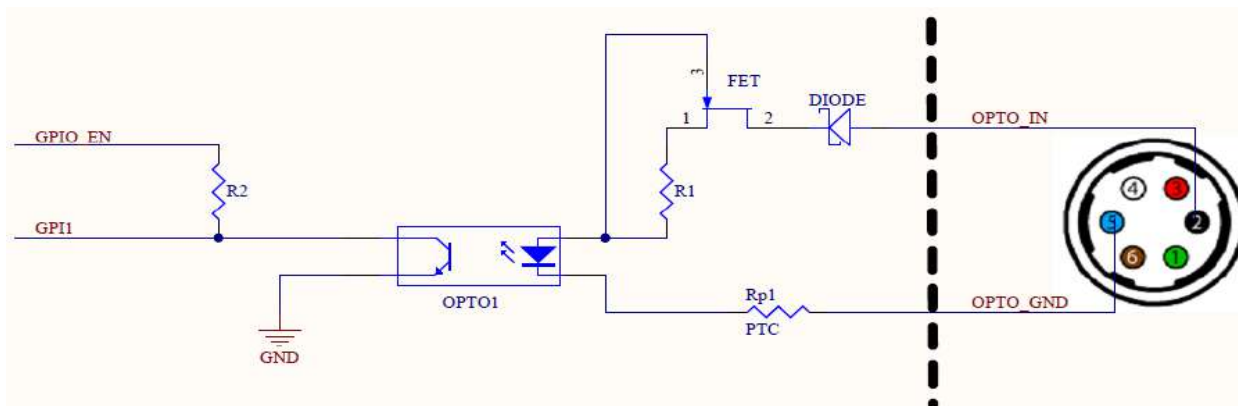 3
FET
DIODE
1
2
OPTO_IN
GPIO_EN
R2
R1
4
3
GPI1
5
2
6
1
OPTO1
Rp1
PTC
OPTO_GND
GND